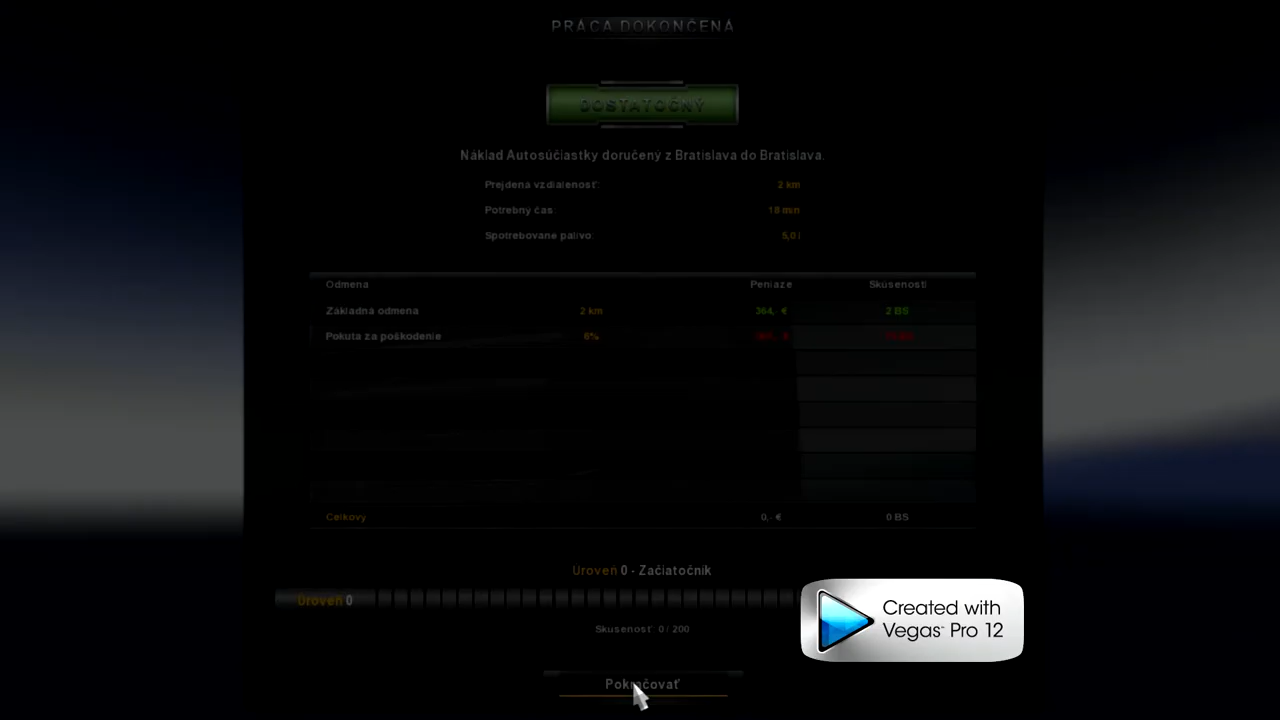 PRÁCA DOKONČENÁ
DOSTATOČNÝ
Náklad Autosúčiastky doručený z Bratislava do Bratislava.
Prejdená vzdialenosť: 2 km
Potrebný čas: 18 min
Spotrebované palivo: 5,0 l
Odmena Peniaze Skúsenosti
Základná odmena 2 km 364,- € 2 BS
Pokuta za poškodenie 6%
Celkovy 0,- € 0 BS
Úroveň 0 - Začiatočník
Úroveň 0
Skúsenosť: 0 / 200
Created with
Vegas™ Pro 12
Pokračovať